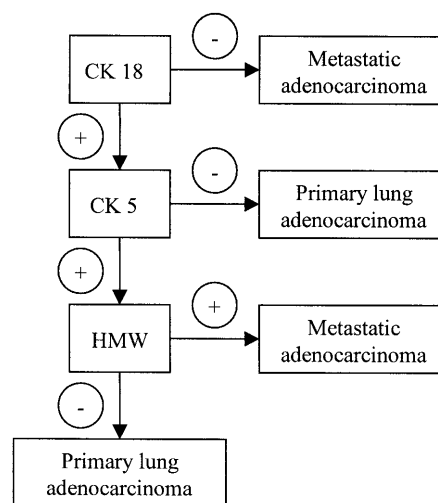 -
CK 18
Metastatic
adenocarcinoma
+
-
CK 5
Primary lung
adenocarcinoma
+
+
HMW
Metastatic
adenocarcinoma
-
Primary lung
adenocarcinoma